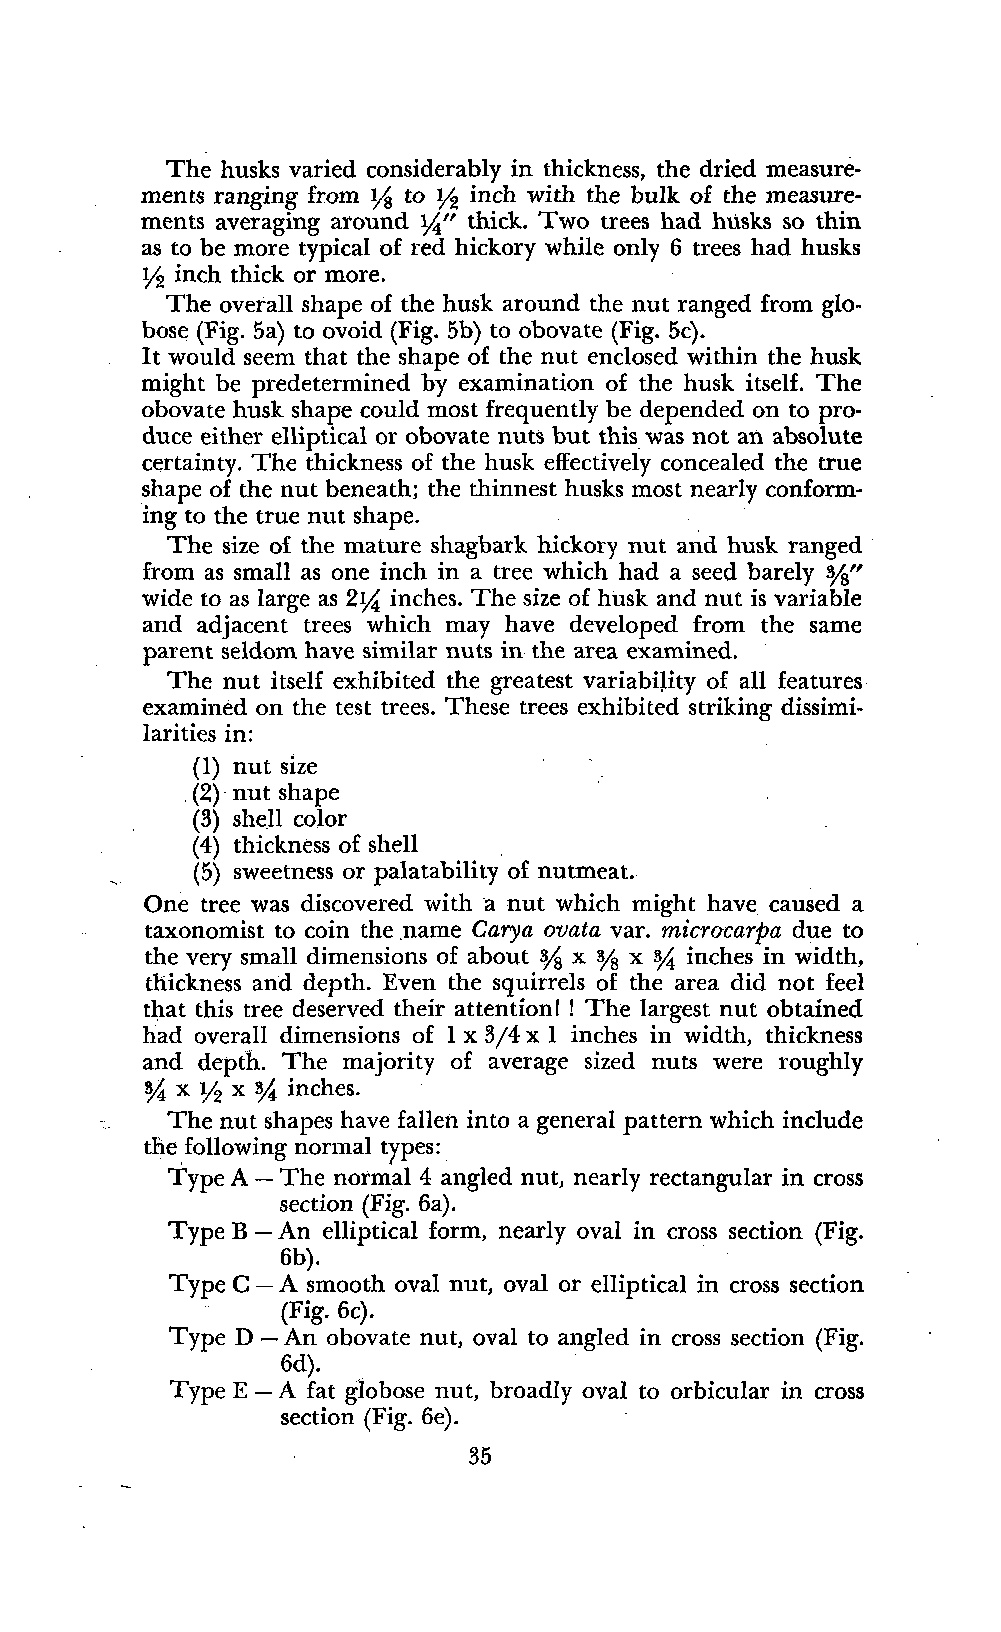 The husks varied considerably in thickness, the dried measure-
ments ranging from ⅛ to ½ inch with the bulk of the measure-
ments averaging around ¼" thick. Two trees had husks so thin
as to be more typical of red hickory while only 6 trees had husks
½ inch thick or more.
The overall shape of the husk around the nut ranged from glo-
bose (Fig. 5a) to ovoid (Fig. 5b) to obovate (Fig. 5c).
It would seem that the shape of the nut enclosed within the husk
might be predetermined by examination of the husk itself. The
obovate husk shape could most frequently be depended on to pro-
duce either elliptical or obovate nuts but this was not an absolute
certainty. The thickness of the husk effectively concealed the true
shape of the nut beneath; the thinnest husks most nearly conform-
ing to the true nut shape.
The size of the mature shagbark hickory nut and husk ranged
from as small as one inch in a tree which had a seed barely ⅜"
wide to as large as 2¼ inches. The size of husk and nut is variable
and adjacent trees which may have developed from the same
parent seldom have similar nuts in the area examined.
The nut itself exhibited the greatest variability of all features
examined on the test trees. These trees exhibited striking dissimi-
larities in:
(1) nut size
(2) nut shape
(3) shell color
(4) thickness of shell
(5) sweetness or palatability of nutmeat.
One tree was discovered with a nut which might have caused a
taxonomist to coin the name Carya ovata var. microcarpa due to
the very small dimensions of about ⅜ x ⅜ x ¾ inches in width,
thickness and depth. Even the squirrels of the area did not feel
that this tree deserved their attention! ! The largest nut obtained
had overall dimensions of 1 x 3/4 x 1 inches in width, thickness
and depth. The majority of average sized nuts were roughly
¾ x ½ x ¾ inches.
The nut shapes have fallen into a general pattern which include
the following normal types:
Type A — The normal 4 angled nut, nearly rectangular in cross
section (Fig. 6a).
Type B — An elliptical form, nearly oval in cross section (Fig.
6b).
Type C — A smooth oval nut, oval or elliptical in cross section
(Fig. 6c).
Type D — An obovate nut, oval to angled in cross section (Fig.
6d).
Type E — A fat globose nut, broadly oval to orbicular in cross
section (Fig. 6e).
35